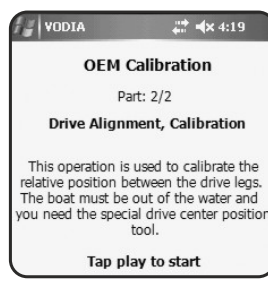 VODIA 4:19
OEM Calibration
Part: 2/2
Drive Alignment, Calibration
This operation is used to calibrate the
relative position between the drive legs.
The boat must be out of the water and
you need the special drive center position
tool.
Tap play to start